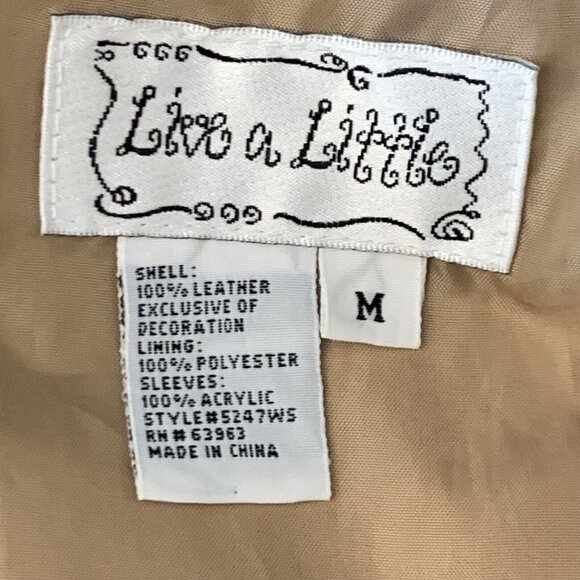 Live a Little
SHELL:
100% LEATHER
EXCLUSIVE OF
DECORATION
LINING:
100% POLYESTER
SLEEVES:
100% ACRYLIC
STYLE#5247WS
RN# 63963
MADE IN CHINA
M